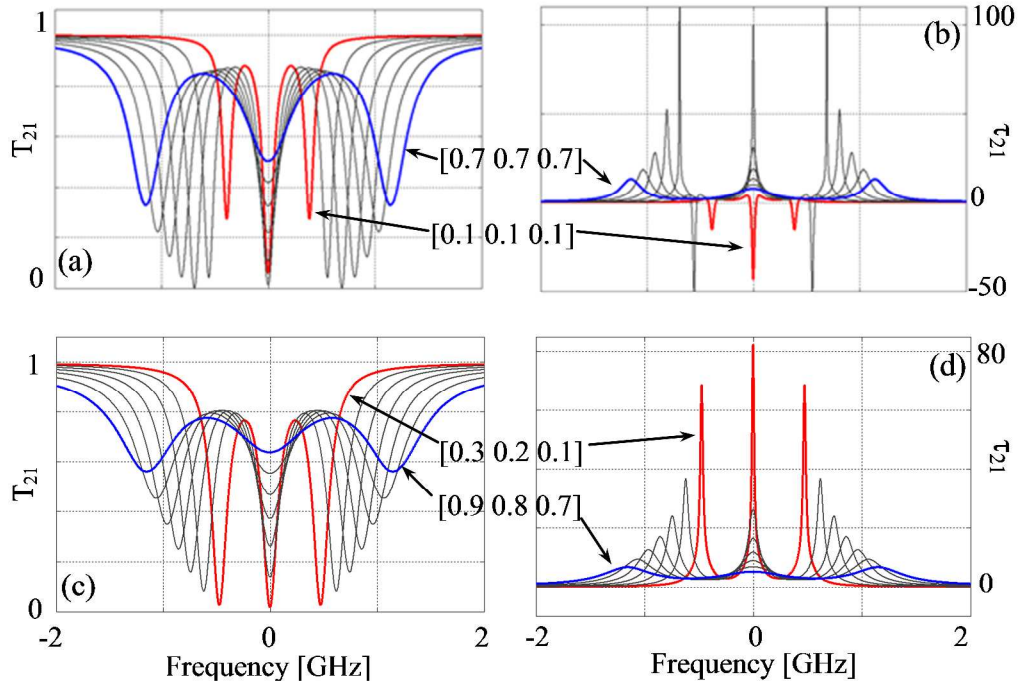 1
T21
0
(a)
[0.7 0.7 0.7]
[0.1 0.1 0.1]
(b)
100
τ21
0
-50
1
T21
0
(c)
[0.3 0.2 0.1]
[0.9 0.8 0.7]
(d)
80
τ21
0
-2
0
2
-2
0
2
Frequency [GHz]
Frequency [GHz]